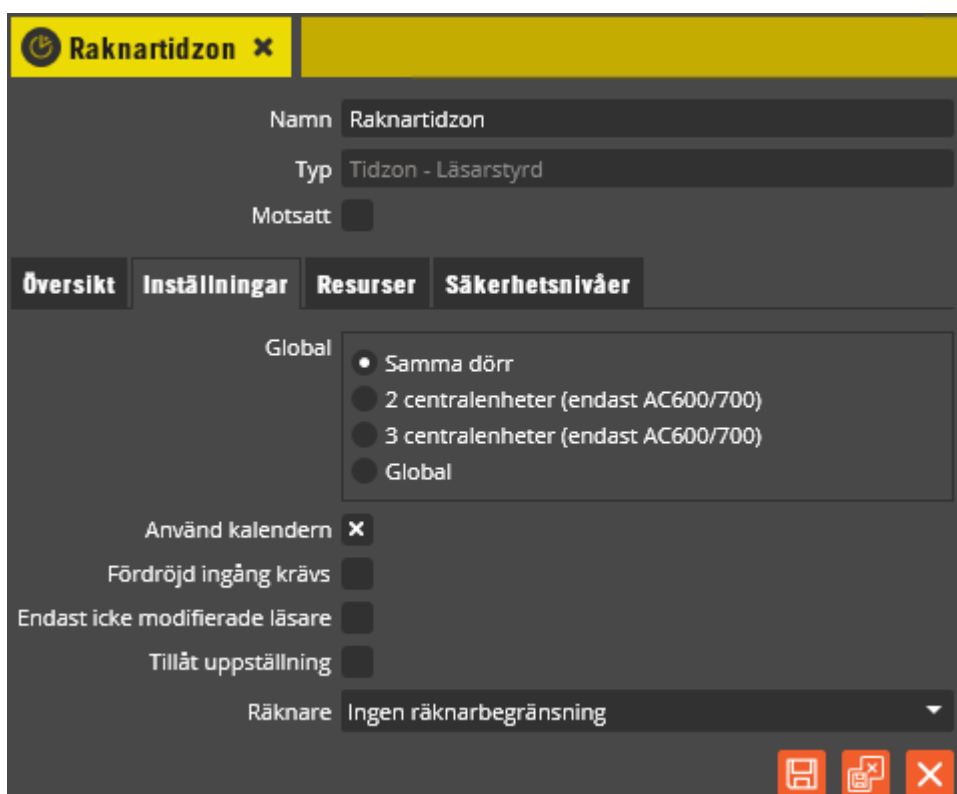 Raknartidzon
Namn Raknartidzon
Typ Tidzon - Läsarstyrd
Motsatt
Översikt Inställningar Resurser Säkerhetsnivåer
Global
Samma dörr
2 centralenheter (endast AC600/700)
3 centralenheter (endast AC600/700)
Global
Använd kalendern
Fördröjd ingång krävs
Endast icke modifierade läsare
Tillåt uppställning
Räknare Ingen räknarbegränsning